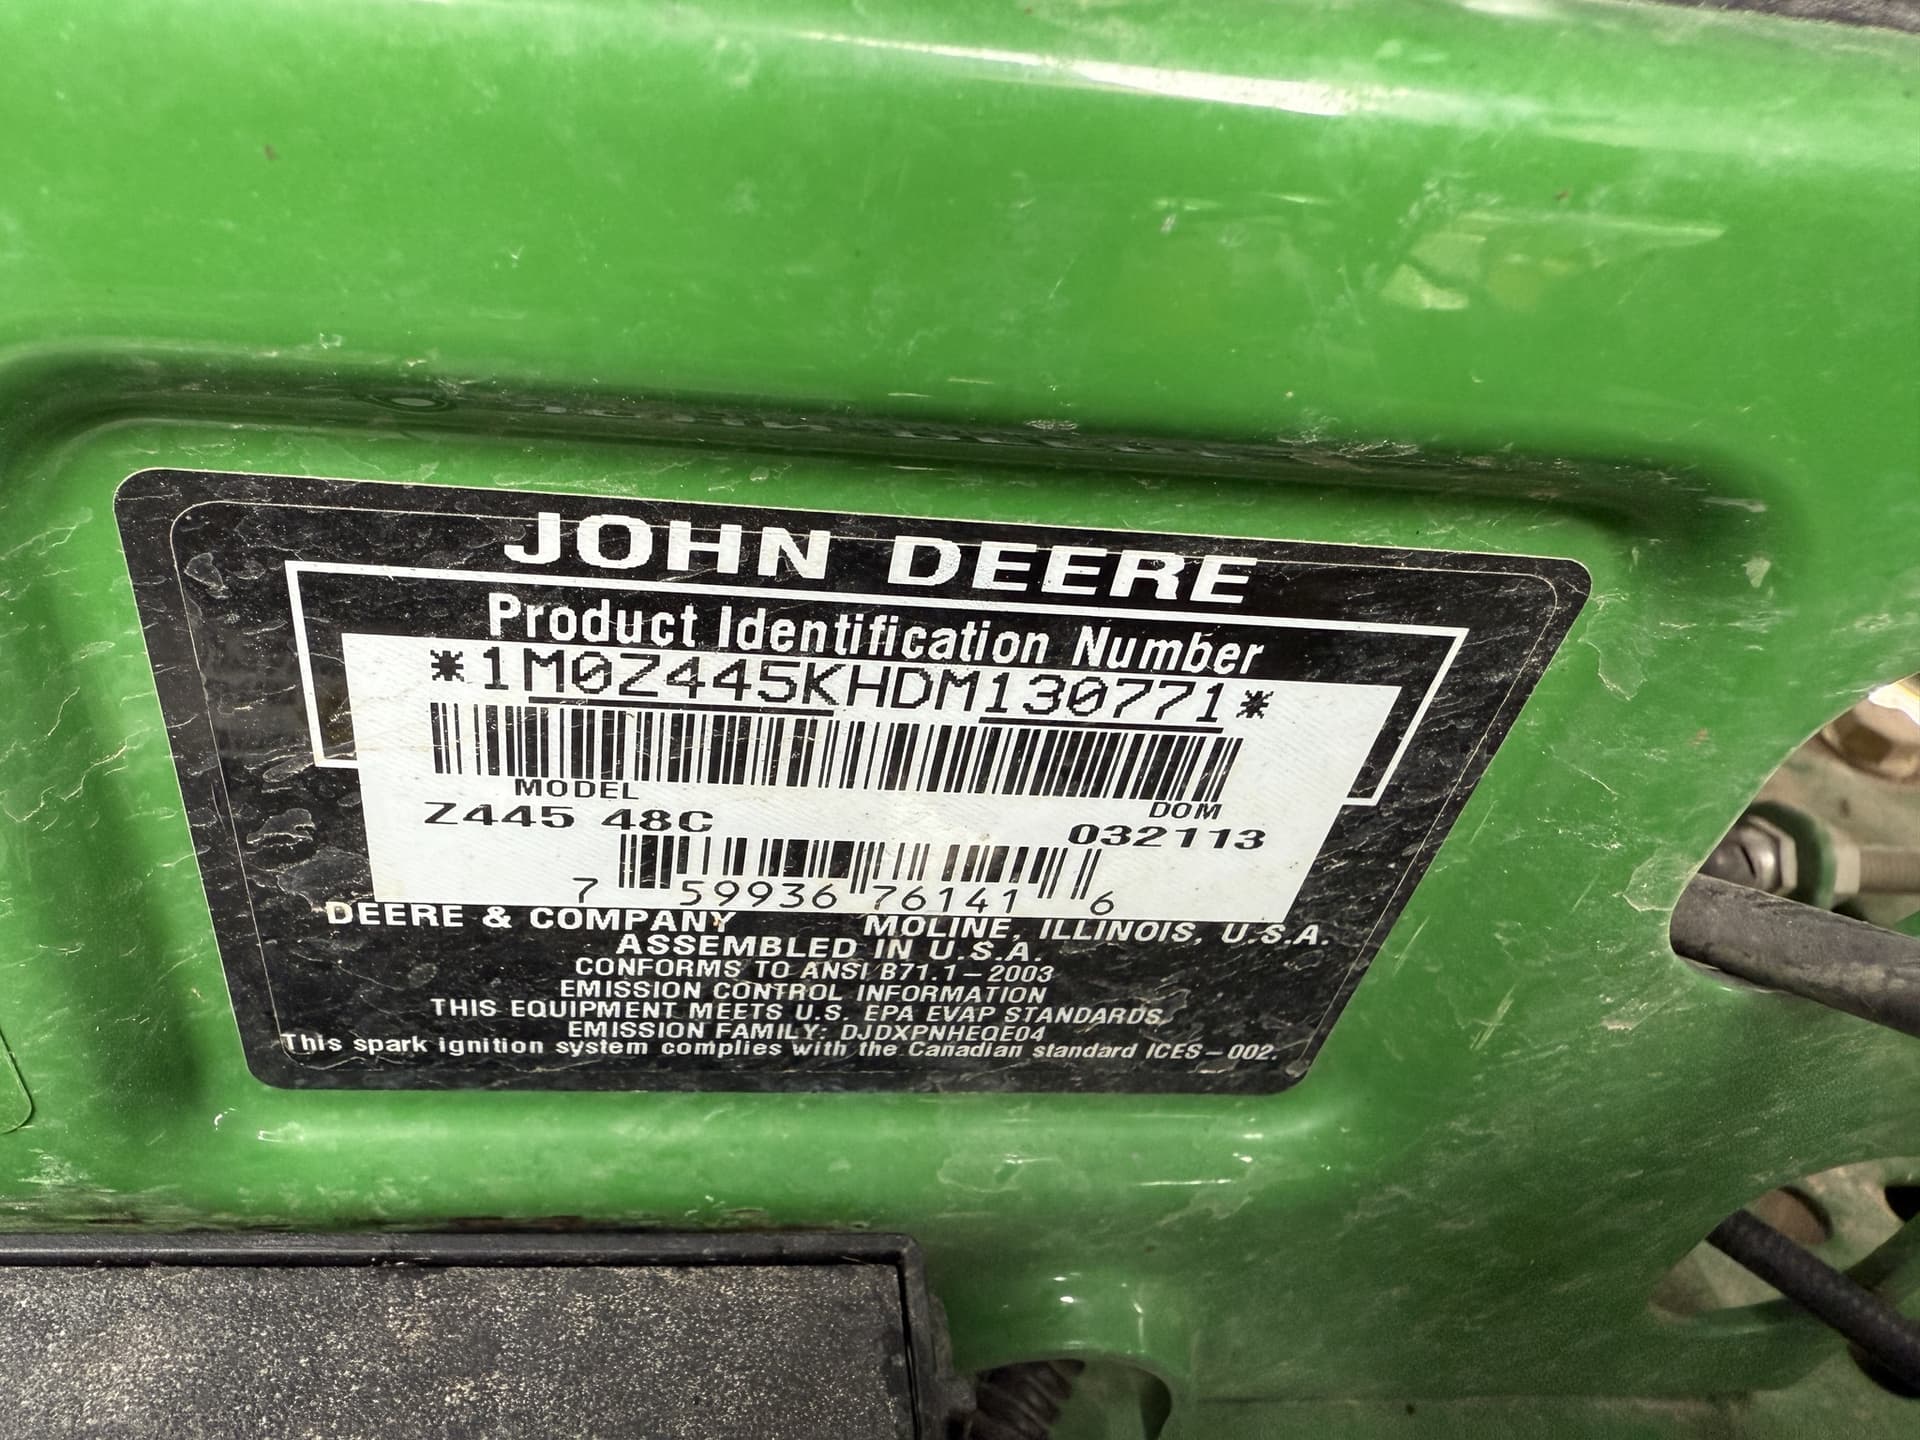 JOHN DEERE
Product Identification Number
*1M0Z445KHDM130771*
MODEL DOM
Z445 48C 032113
7 59936 76141 6
DEERE & COMPANY MOLINE, ILLINOIS, U.S.A.
ASSEMBLED IN U.S.A.
CONFORMS TO ANSI B71.1-2003
EMISSION CONTROL INFORMATION
THIS EQUIPMENT MEETS U.S. EPA EVAP STANDARDS.
EMISSION FAMILY: DJDXPNHEQE04
This spark ignition system complies with the Canadian standard ICES-002.